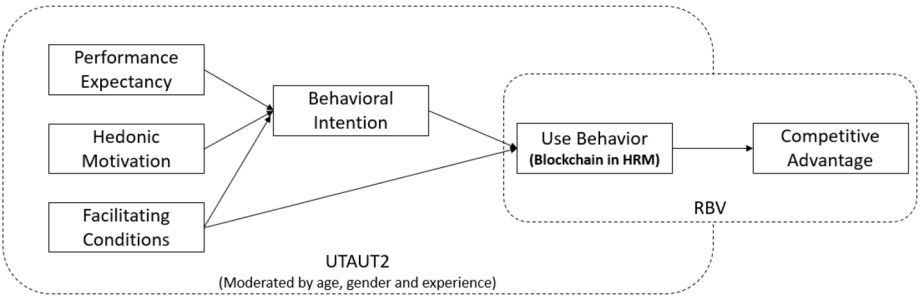 Performance
Expectancy
Behavioral
Intention
Hedonic
Motivation
Use Behavior
(Blockchain in HRM)
Competitive
Advantage
Facilitating
Conditions
RBV
UTAUT2
(Moderated by age, gender and experience)